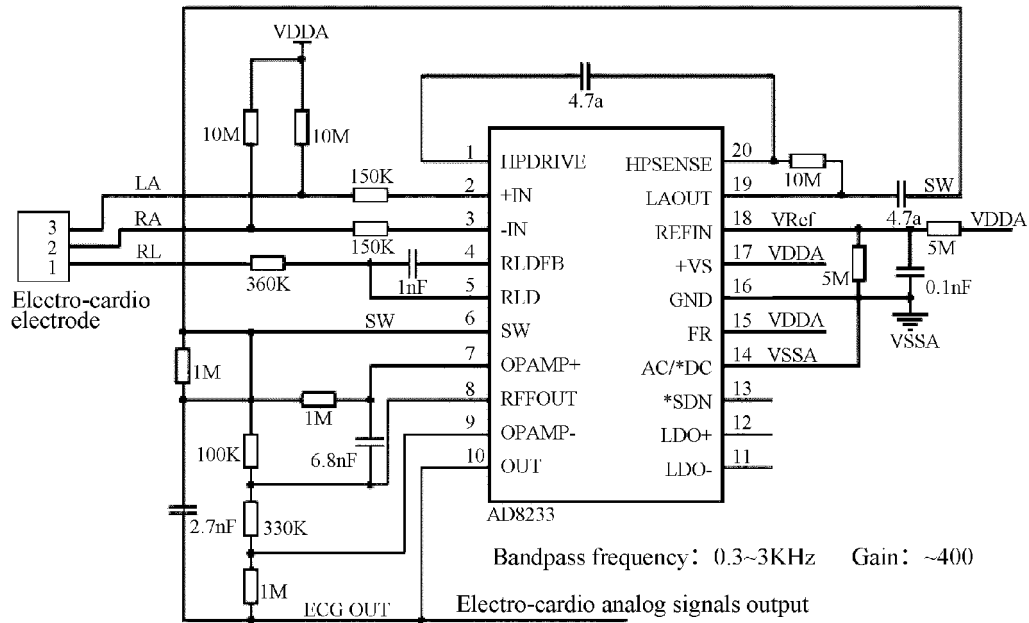 VDDA
10M
10M
4.7a
1 HPDRIVE
HPSENSE 20
10M
LA
150K
2 +IN
LAOUT 19
SW
4.7a
3
RA
3 -IN
REFIN 18 VRef
VDDA
5M
2
150K
1
RL
360K
1nF
4 RLDFB
+VS 17 VDDA
5M
0.1nF
Electro-cardio
electrode
5 RLD
GND 16
VSSA
SW
6 SW
FR 15 VDDA
1M
7 OPAMP+
AC/*DC 14 VSSA
1M
8 RFFOUT
*SDN 13
100K
6.8nF
9 OPAMP-
LDO+ 12
10 OUT
LDO- 11
2.7nF
330K
AD8233
Bandpass frequency: 0.3~3KHz Gain: ~400
1M
ECG OUT
Electro-cardio analog signals output